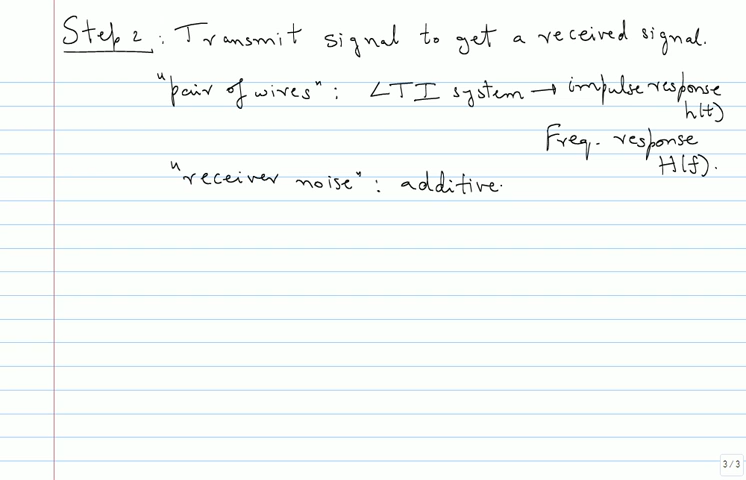 Step 2 : Transmit signal to get a received signal.
"pair of wires" : LTI system → impulse response
h(t)
Freq. response
H(f).
"receiver noise" : additive.
3 / 3